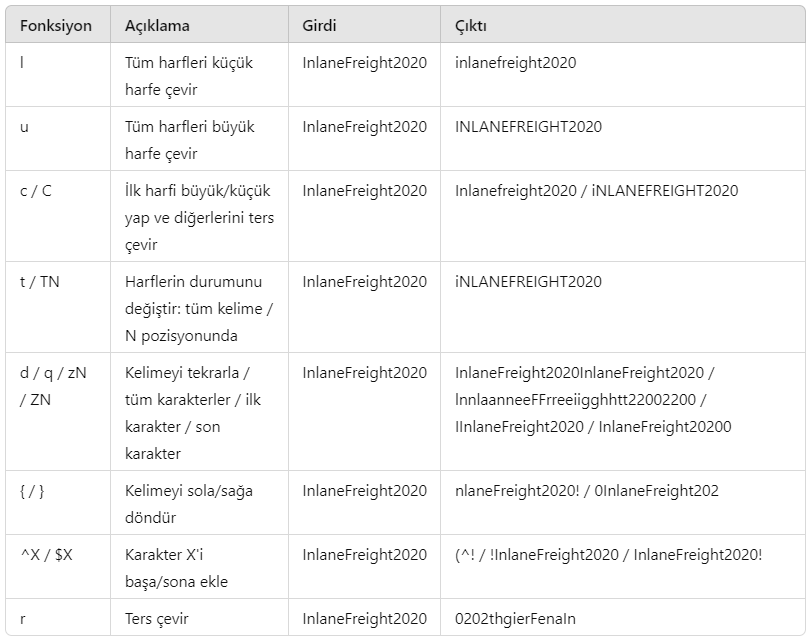 Fonksiyon Açıklama Girdi Çıktı
l Tüm harfleri küçük InlaneFreight2020 inlanefreight2020
harfe çevir
u Tüm harfleri büyük InlaneFreight2020 INLANEFREIGHT2020
harfe çevir
c / C İlk harfi büyük/küçük InlaneFreight2020 Inlanefreight2020 / iNLANEFREIGHT2020
yap ve diğerlerini ters
çevir
t / TN Harflerin durumunu InlaneFreight2020 iNLANEFREIGHT2020
değiştir: tüm kelime /
N pozisyonunda
d / q / zN Kelimeyi tekrarla / InlaneFreight2020 InlaneFreight2020InlaneFreight2020 /
/ ZN tüm karakterler / ilk InnlaanneeFFrreeiigghhtt22002200 /
karakter / son IInlaneFreight2020 / InlaneFreight20200
karakter
{ / } Kelimeyi sola/sağa InlaneFreight2020 nlaneFreight2020! / 0InlaneFreight202
döndür
^X / $X Karakter X'i InlaneFreight2020 (^! / !InlaneFreight2020 / InlaneFreight2020!
başa/sona ekle
r Ters çevir InlaneFreight2020 0202thgierFenaIn